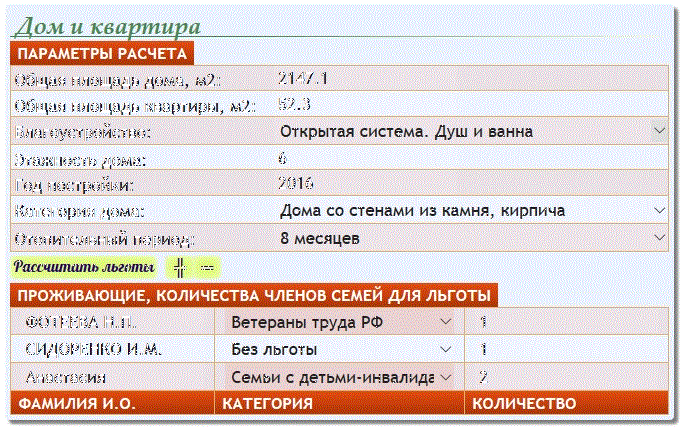 Дом и квартира
ПАРАМЕТРЫ РАСЧЕТА
Общая площадь дома, м2: 2147.1
Общая площадь квартиры, м2: 52.3
Благоустройство: Открытая система. Душ и ванна
Этажность дома: 6
Год постройки: 2016
Категория дома: Дома со стенами из камня, кирпича
Отопительный период: 8 месяцев
Рассчитать льготы + −
ПРОЖИВАЮЩИЕ, КОЛИЧЕСТВА ЧЛЕНОВ СЕМЕЙ ДЛЯ ЛЬГОТЫ
ФОТЕЕВА Н.П. Ветераны труда РФ 1
СИДОРЕНКО И.М. Без льготы 1
Анастасия Семьи с детьми-инвалида 2
ФАМИЛИЯ И.О. КАТЕГОРИЯ КОЛИЧЕСТВО